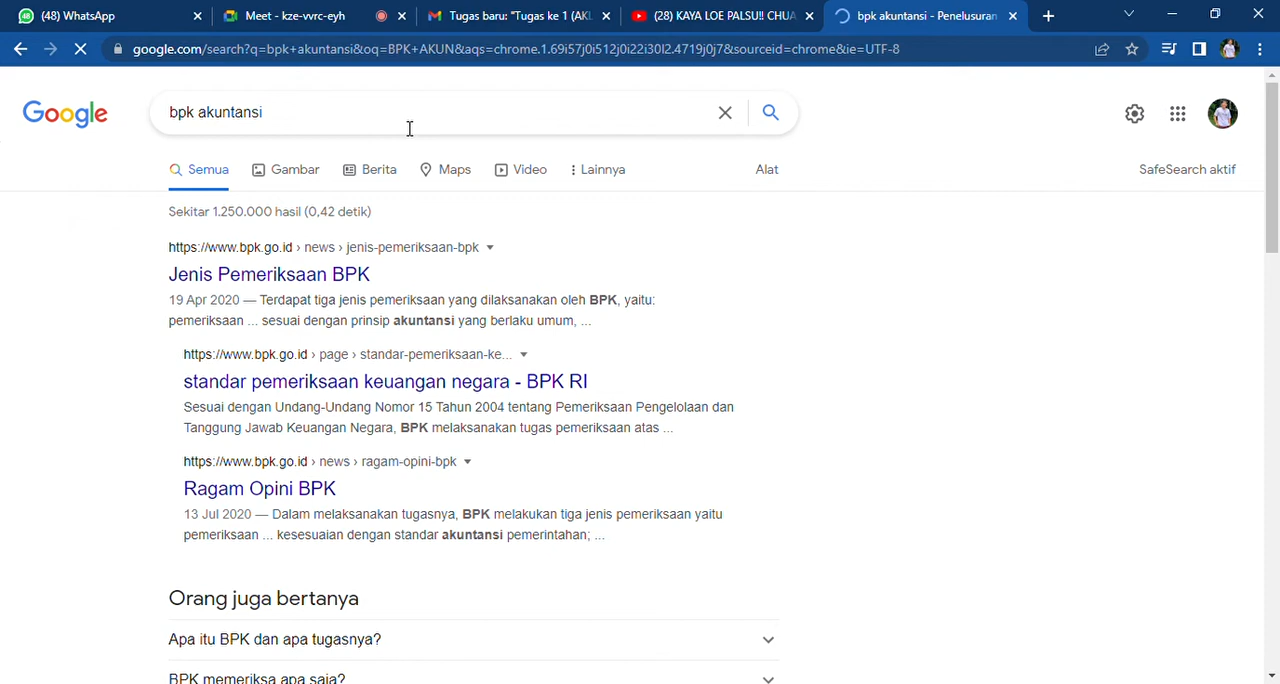 (48) WhatsApp
Meet - kze-vvrc-eyh
Tugas baru: "Tugas ke 1 (AKL
(28) KAYA LOE PALSU!! CHUA
bpk akuntansi - Penelusuran
google.com/search?q=bpk+akuntansi&oq=BPK+AKUN&aqs=chrome.1.69i57j0i512j0i22i30l2.4719j0j7&sourceid=chrome&ie=UTF-8
Google
bpk akuntansi
Semua
Gambar
Berita
Maps
Video
Lainnya
Alat
SafeSearch aktif
Sekitar 1.250.000 hasil (0,42 detik)
https://www.bpk.go.id › news › jenis-pemeriksaan-bpk
Jenis Pemeriksaan BPK
19 Apr 2020 — Terdapat tiga jenis pemeriksaan yang dilaksanakan oleh BPK, yaitu:
pemeriksaan ... sesuai dengan prinsip akuntansi yang berlaku umum, ...
https://www.bpk.go.id › page › standar-pemeriksaan-ke...
standar pemeriksaan keuangan negara - BPK RI
Sesuai dengan Undang-Undang Nomor 15 Tahun 2004 tentang Pemeriksaan Pengelolaan dan
Tanggung Jawab Keuangan Negara, BPK melaksanakan tugas pemeriksaan atas ...
https://www.bpk.go.id › news › ragam-opini-bpk
Ragam Opini BPK
13 Jul 2020 — Dalam melaksanakan tugasnya, BPK melakukan tiga jenis pemeriksaan yaitu
pemeriksaan ... kesesuaian dengan standar akuntansi pemerintahan; ...
Orang juga bertanya
Apa itu BPK dan apa tugasnya?
BPK memeriksa apa saja?